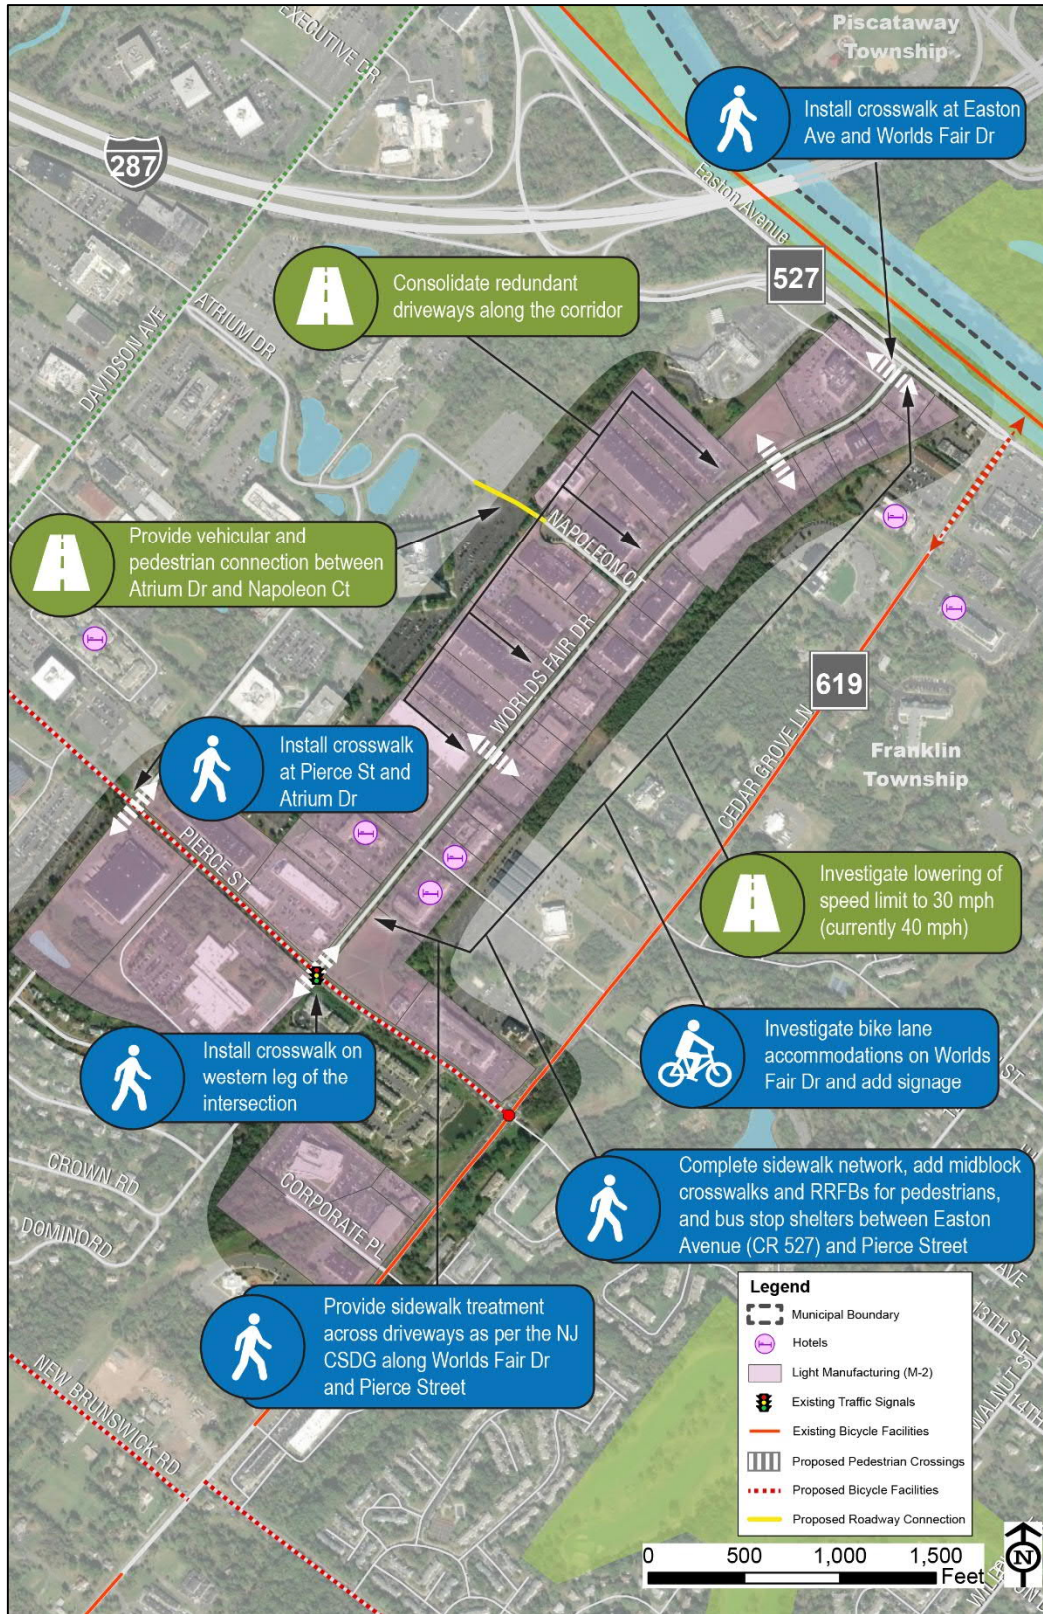 Piscataway
Township
EXECUTIVE DR
Install crosswalk at Easton
Ave and Worlds Fair Dr
287
Easton Avenue
527
Consolidate redundant
driveways along the corridor
ATRIUM DR
DAVIDSON AVE
NAPOLEON CT
Provide vehicular and
pedestrian connection between
Atrium Dr and Napoleon Ct
WORLDS FAIR DR
619
Franklin
Township
CEDAR GROVE LN
Install crosswalk
at Pierce St and
Atrium Dr
PIERCE ST
Investigate lowering of
speed limit to 30 mph
(currently 40 mph)
Install crosswalk on
western leg of the
intersection
Investigate bike lane
accommodations on Worlds
Fair Dr and add signage
ST
CROWN RD
DOMINO RD
CORPORATE PL
Complete sidewalk network, add midblock
crosswalks and RRFBs for pedestrians,
and bus stop shelters between Easton
Avenue (CR 527) and Pierce Street
AVE
13TH ST
WALNUT ST
14TH
Provide sidewalk treatment
across driveways as per the NJ
CSDG along Worlds Fair Dr
and Pierce Street
NEW BRUNSWICK RD
Legend
Municipal Boundary
Hotels
Light Manufacturing (M-2)
Existing Traffic Signals
Existing Bicycle Facilities
Proposed Pedestrian Crossings
Proposed Bicycle Facilities
Proposed Roadway Connection
0 500 1,000 1,500
Feet
N